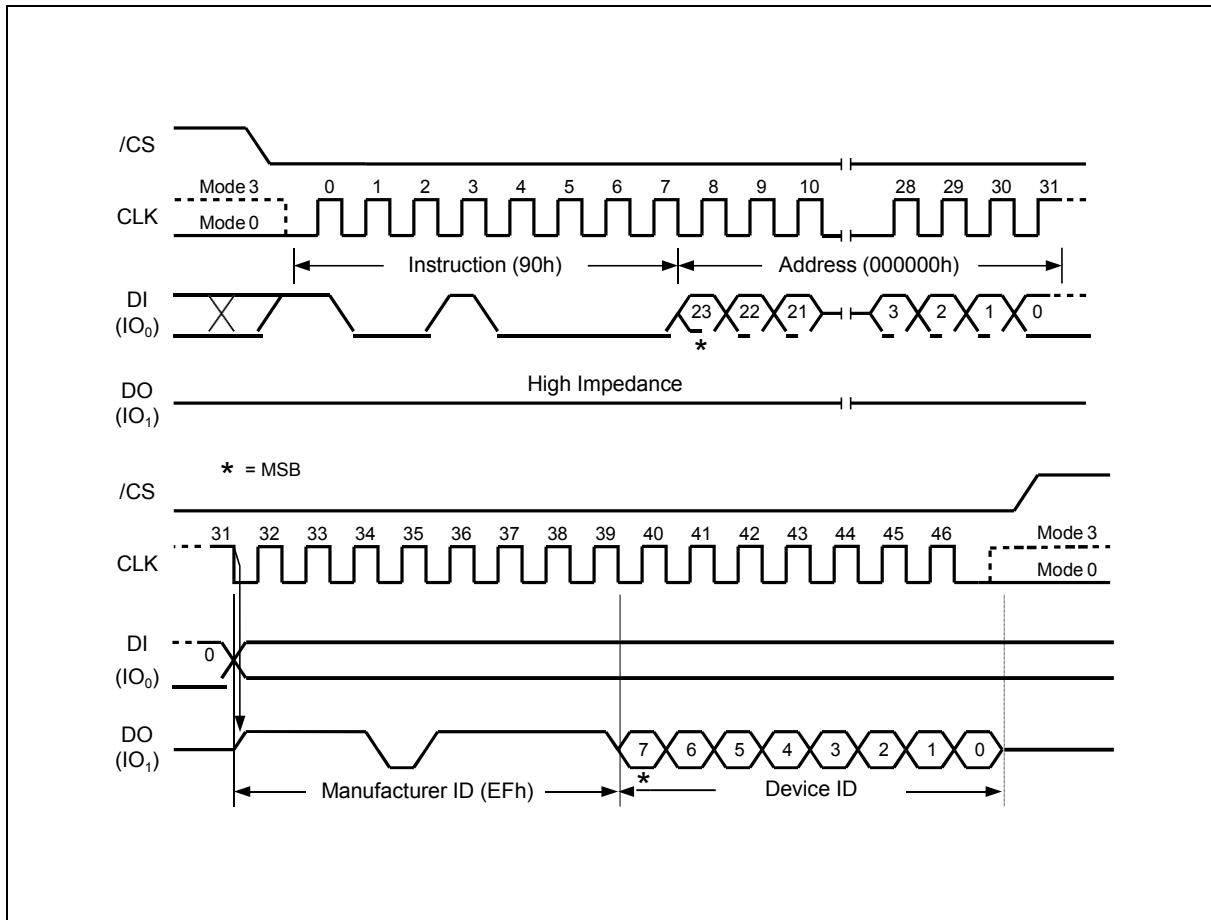 /CS
Mode 3 0 1 2 3 4 5 6 7 8 9 10 28 29 30 31
CLK
Mode 0
Instruction (90h) Address (000000h)
DI
(IO0)
23 22 21 3 2 1 0
*
High Impedance
DO
(IO1)
* = MSB
/CS
31 32 33 34 35 36 37 38 39 40 41 42 43 44 45 46 Mode 3
CLK
Mode 0
DI
0
(IO0)
DO
(IO1)
7 6 5 4 3 2 1 0
*
Manufacturer ID (EFh) Device ID